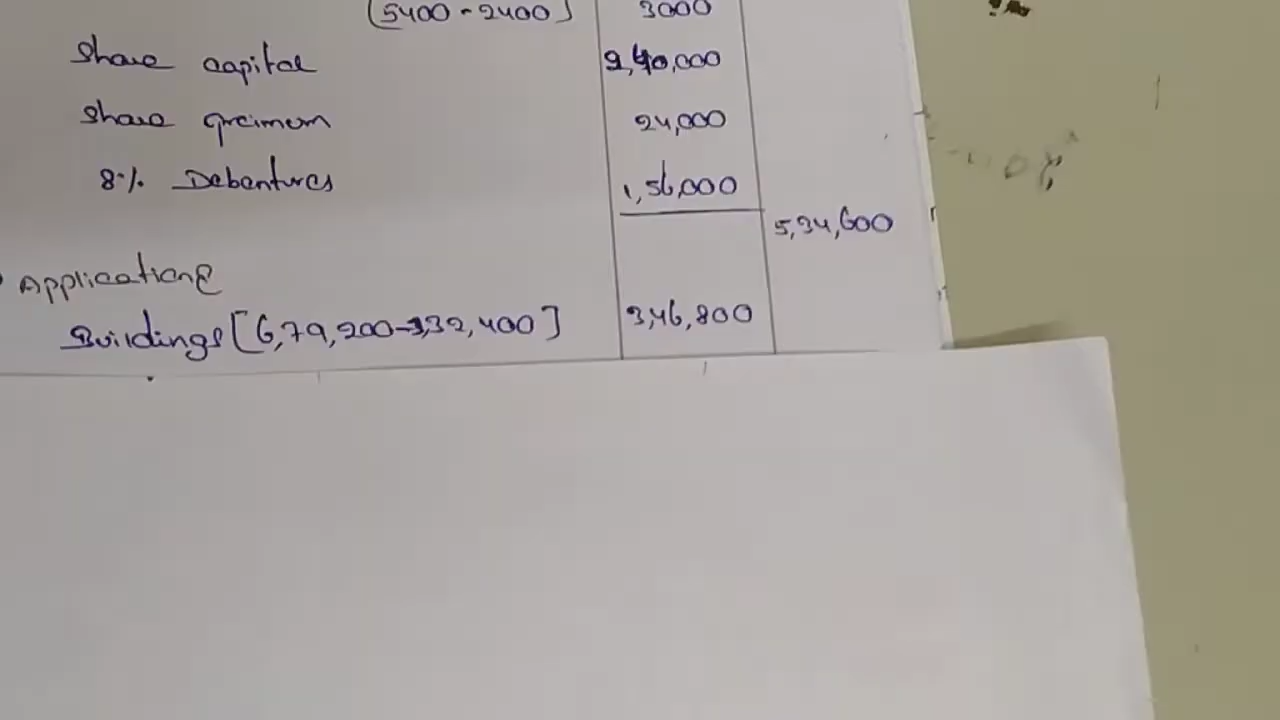 [5400 - 2400] 3000
Share capital 2,40,000
Share preimum 24,000
8% Debentures 1,56,000
5,34,600
Applications
Buildings [6,79,200-3,32,400] 3,46,800